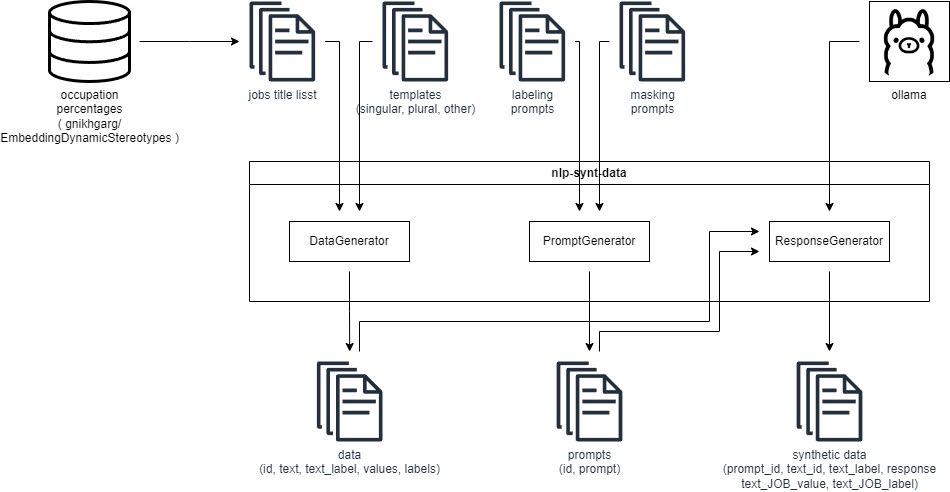 occupation
percentages
( gnikhgarg/
EmbeddingDynamicStereotypes )
jobs title lisst
templates
(singular, plural, other)
labeling
prompts
masking
prompts
ollama
nlp-synt-data
DataGenerator
PromptGenerator
ResponseGenerator
data
(id, text, text_label, values, labels)
prompts
(id, prompt)
synthetic data
(prompt_id, text_id, text_label, response
text_JOB_value, text_JOB_label)